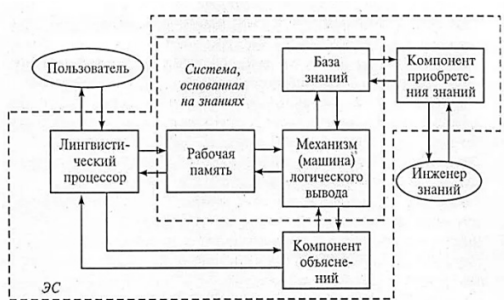 Пользователь
Система,
основанная
на знаниях
База
знаний
Компонент
приобрете-
ния знаний
Лингвисти-
ческий
процессор
Рабочая
память
Механизм
(машина)
логического
вывода
Инженер
знаний
Компонент
объясне-
ний
ЭС